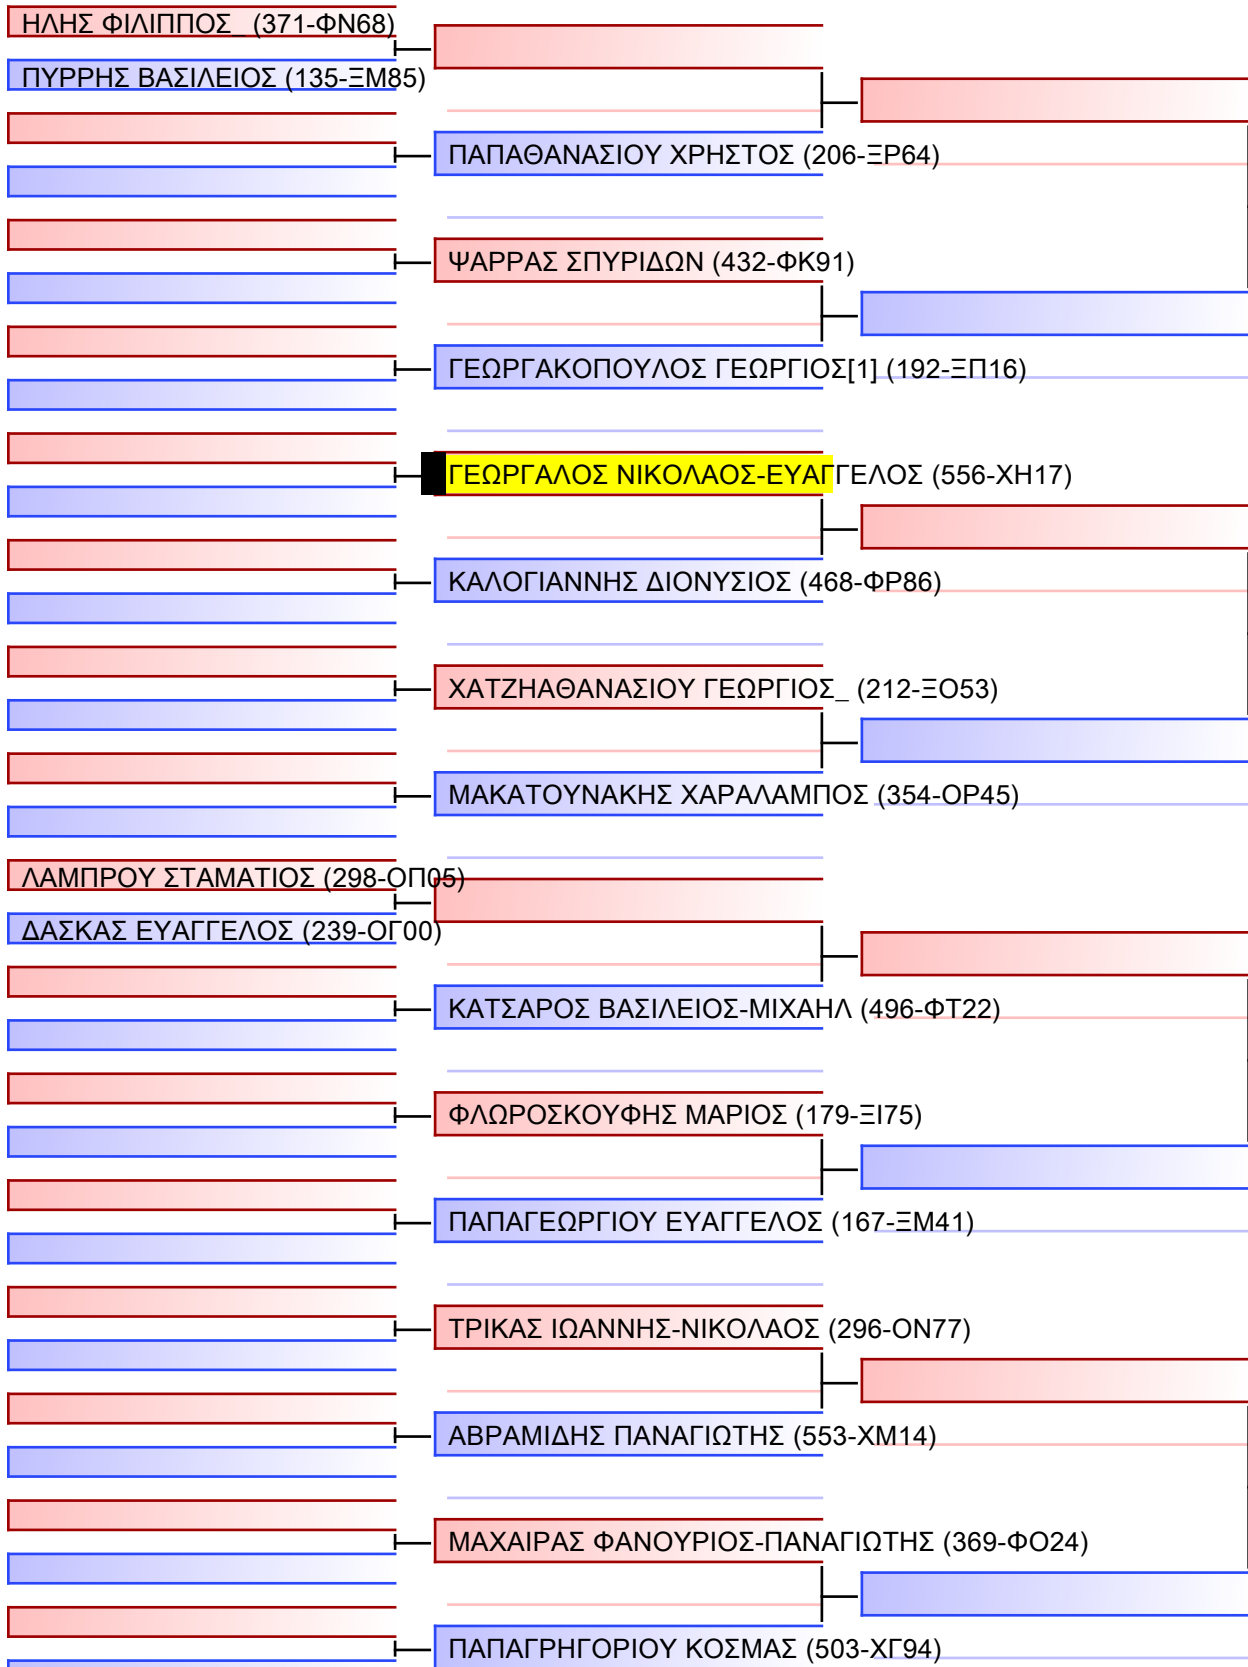 ΗΛΗΣ ΦΙΛΙΠΠΟΣ_ (371-ΦΝ68)
ΠΥΡΡΗΣ ΒΑΣΙΛΕΙΟΣ (135-ΞΜ85)
ΠΑΠΑΘΑΝΑΣΙΟΥ ΧΡΗΣΤΟΣ (206-ΞΡ64)
ΨΑΡΡΑΣ ΣΠΥΡΙΔΩΝ (432-ΦΚ91)
ΓΕΩΡΓΑΚΟΠΟΥΛΟΣ ΓΕΩΡΓΙΟΣ[1] (192-ΞΠ16)
ΓΕΩΡΓΑΛΟΣ ΝΙΚΟΛΑΟΣ-ΕΥΑΓΓΕΛΟΣ (556-ΧΗ17)
ΚΑΛΟΓΙΑΝΝΗΣ ΔΙΟΝΥΣΙΟΣ (468-ΦΡ86)
ΧΑΤΖΗΑΘΑΝΑΣΙΟΥ ΓΕΩΡΓΙΟΣ_ (212-ΞΟ53)
ΜΑΚΑΤΟΥΝΑΚΗΣ ΧΑΡΑΛΑΜΠΟΣ (354-ΟΡ45)
ΛΑΜΠΡΟΥ ΣΤΑΜΑΤΙΟΣ (298-ΟΠ05)
ΔΑΣΚΑΣ ΕΥΑΓΓΕΛΟΣ (239-ΟΓ00)
ΚΑΤΣΑΡΟΣ ΒΑΣΙΛΕΙΟΣ-ΜΙΧΑΗΛ (496-ΦΤ22)
ΦΛΩΡΟΣΚΟΥΦΗΣ ΜΑΡΙΟΣ (179-ΞΙ75)
ΠΑΠΑΓΕΩΡΓΙΟΥ ΕΥΑΓΓΕΛΟΣ (167-ΞΜ41)
ΤΡΙΚΑΣ ΙΩΑΝΝΗΣ-ΝΙΚΟΛΑΟΣ (296-ΟΝ77)
ΑΒΡΑΜΙΔΗΣ ΠΑΝΑΓΙΩΤΗΣ (553-ΧΜ14)
ΜΑΧΑΙΡΑΣ ΦΑΝΟΥΡΙΟΣ-ΠΑΝΑΓΙΩΤΗΣ (369-ΦΟ24)
ΠΑΠΑΓΡΗΓΟΡΙΟΥ ΚΟΣΜΑΣ (503-ΧΓ94)